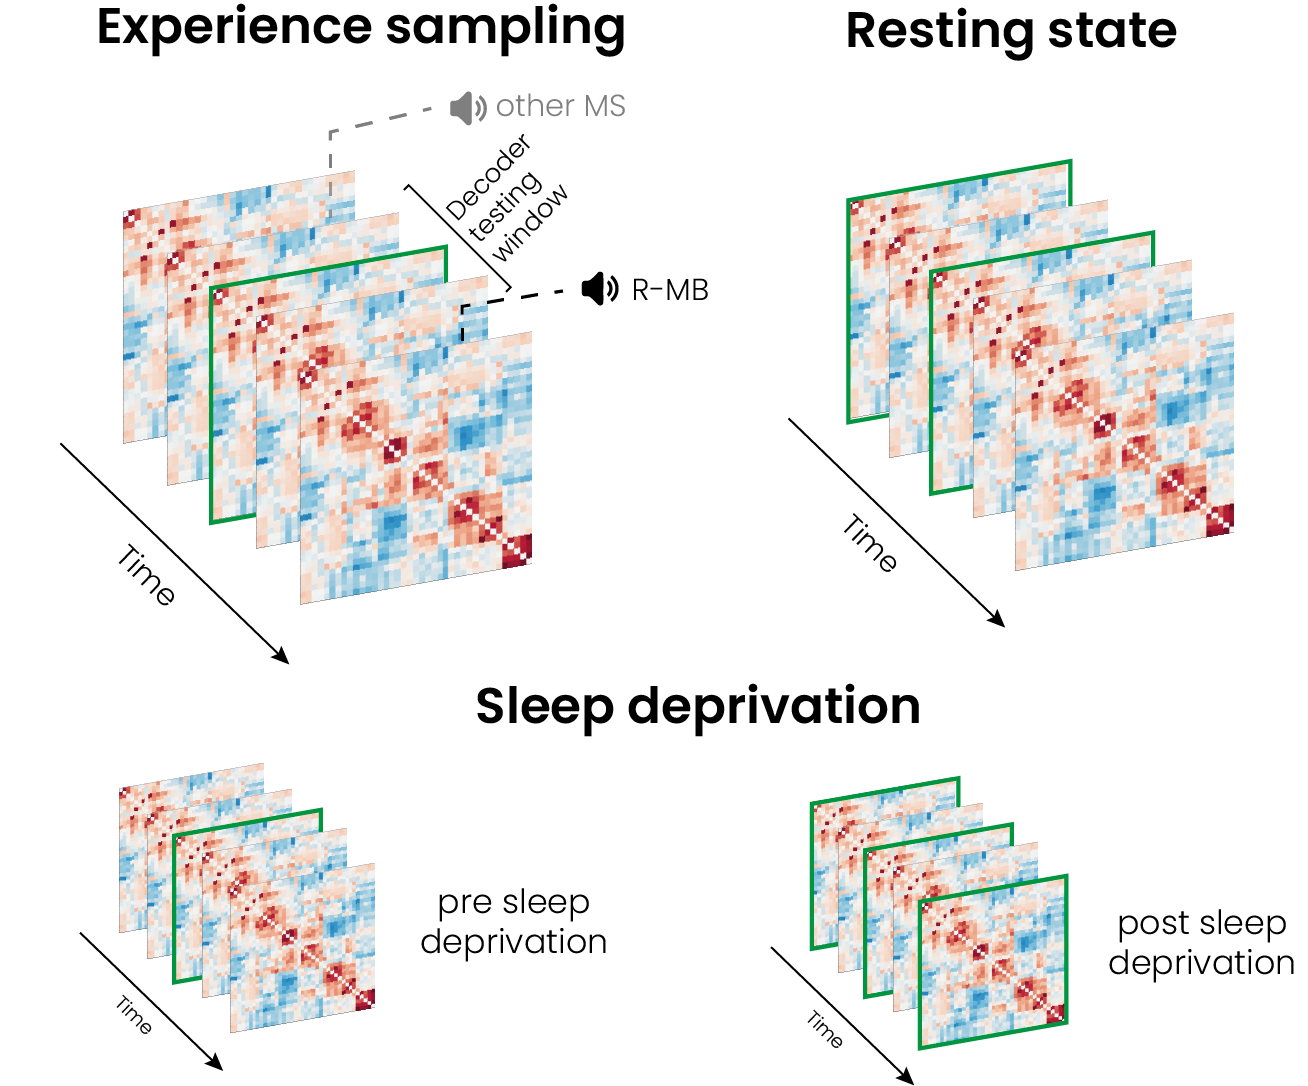 Experience sampling
Resting state
other MS
Decoder
testing
window
R-MB
Time
Time
Sleep deprivation
pre sleep
deprivation
post sleep
deprivation
Time
Time